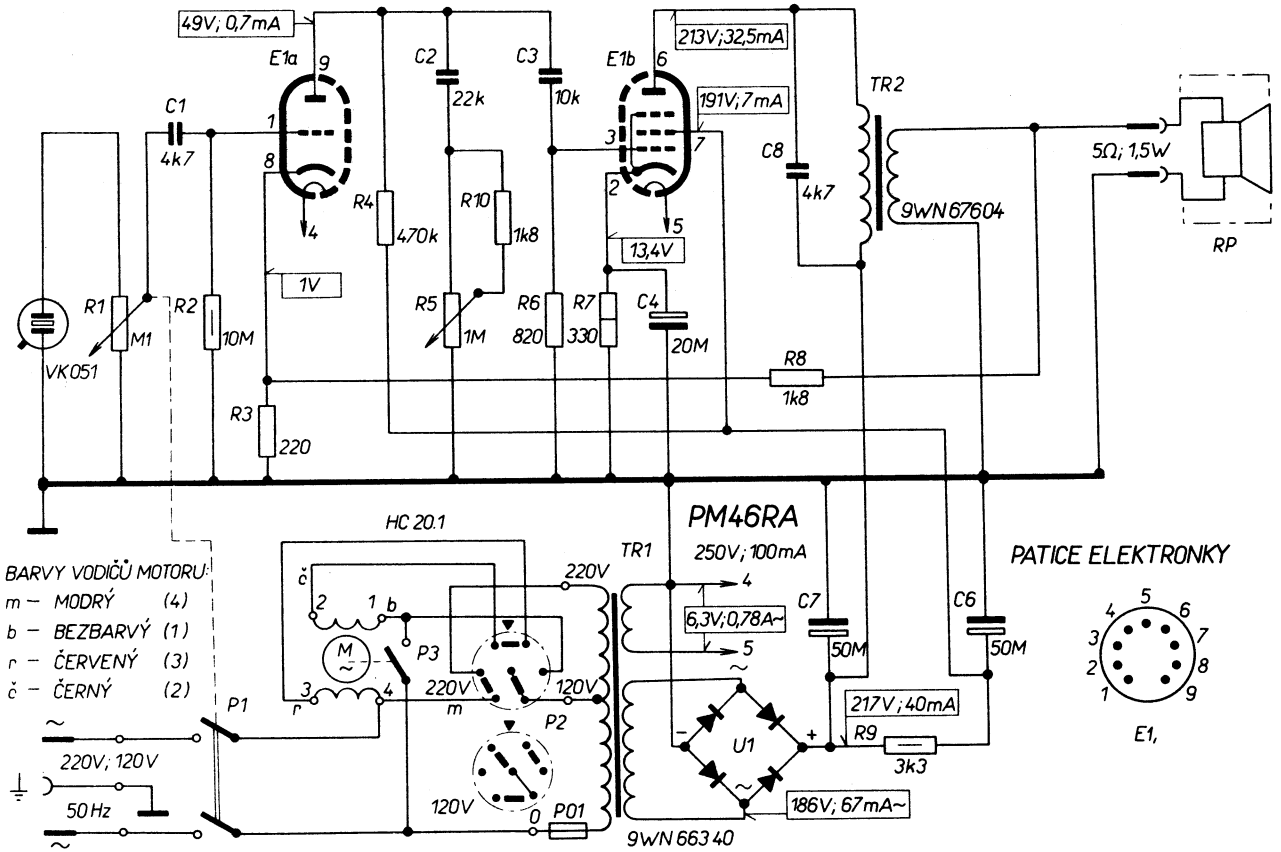 49V; 0,7mA
E1a
9
C2
22k
C3
10k
E1b
6
213V; 32,5mA
191V; 7mA
TR2
C1
4k7
1
8
4
3
7
2
5
C8
4k7
5Ω; 1,5W
RP
9WN 67604
R4
470k
R10
1k8
13,4V
1V
R1
M1
R2
10M
R5
1M
R6
820
R7
330
C4
20M
VK051
R8
1k8
R3
220
HC 20.1
PM46RA
TR1
250V; 100mA
PATICE ELEKTRONKY
BARVY VODIČŮ MOTORU:
m – MODRÝ (4)
b – BEZBARVÝ (1)
r – ČERVENÝ (3)
č – ČERNÝ (2)
č
2
1
b
M
~
3
r
4
P3
220V
220V
m
120V
P2
4
6,3V; 0,78A~
5
C7
50M
C6
50M
4
5
6
3
7
2
8
1
9
E1,
P1
~
220V; 120V
50 Hz
~
120V
0
PO1
~
–
U1
+
~
217V; 40mA
R9
3k3
186V; 67mA~
9WN 663 40